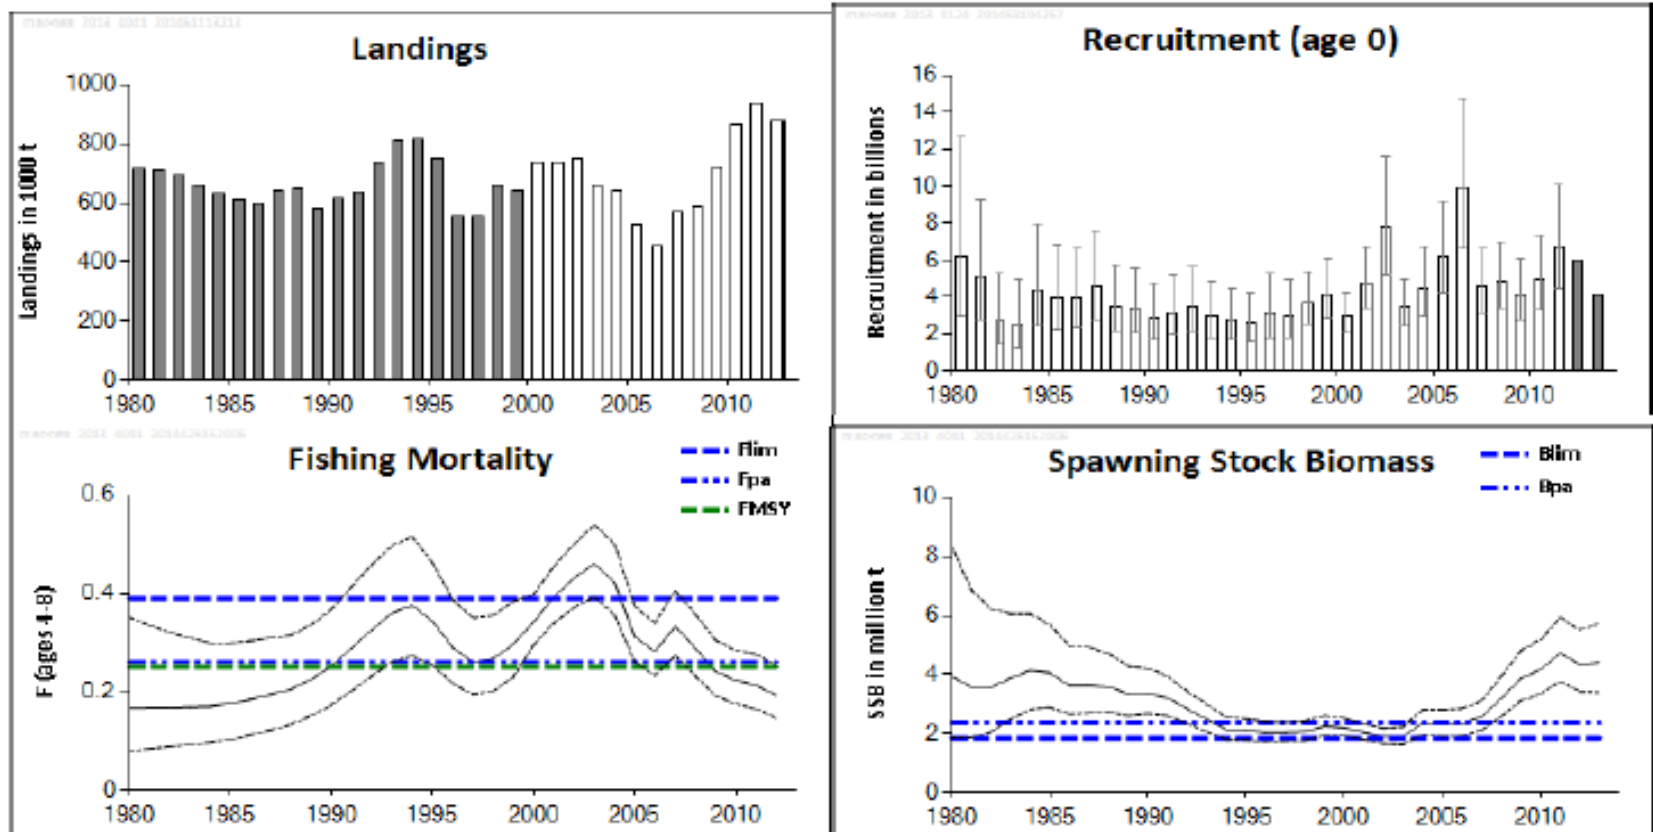 Landings
Landings in 1000 t
1000
800
600
400
200
0
1980 1985 1990 1995 2000 2005 2010
Recruitment (age 0)
Recruitment in billions
16
14
12
10
8
6
4
2
0
1980 1985 1990 1995 2000 2005 2010
Fishing Mortality
Flim
Fpa
FMSY
F (ages 4-8)
0.6
0.4
0.2
0
1980 1985 1990 1995 2000 2005 2010
Spawning Stock Biomass
Blim
Bpa
SSB in million t
10
8
6
4
2
0
1980 1985 1990 1995 2000 2005 2010